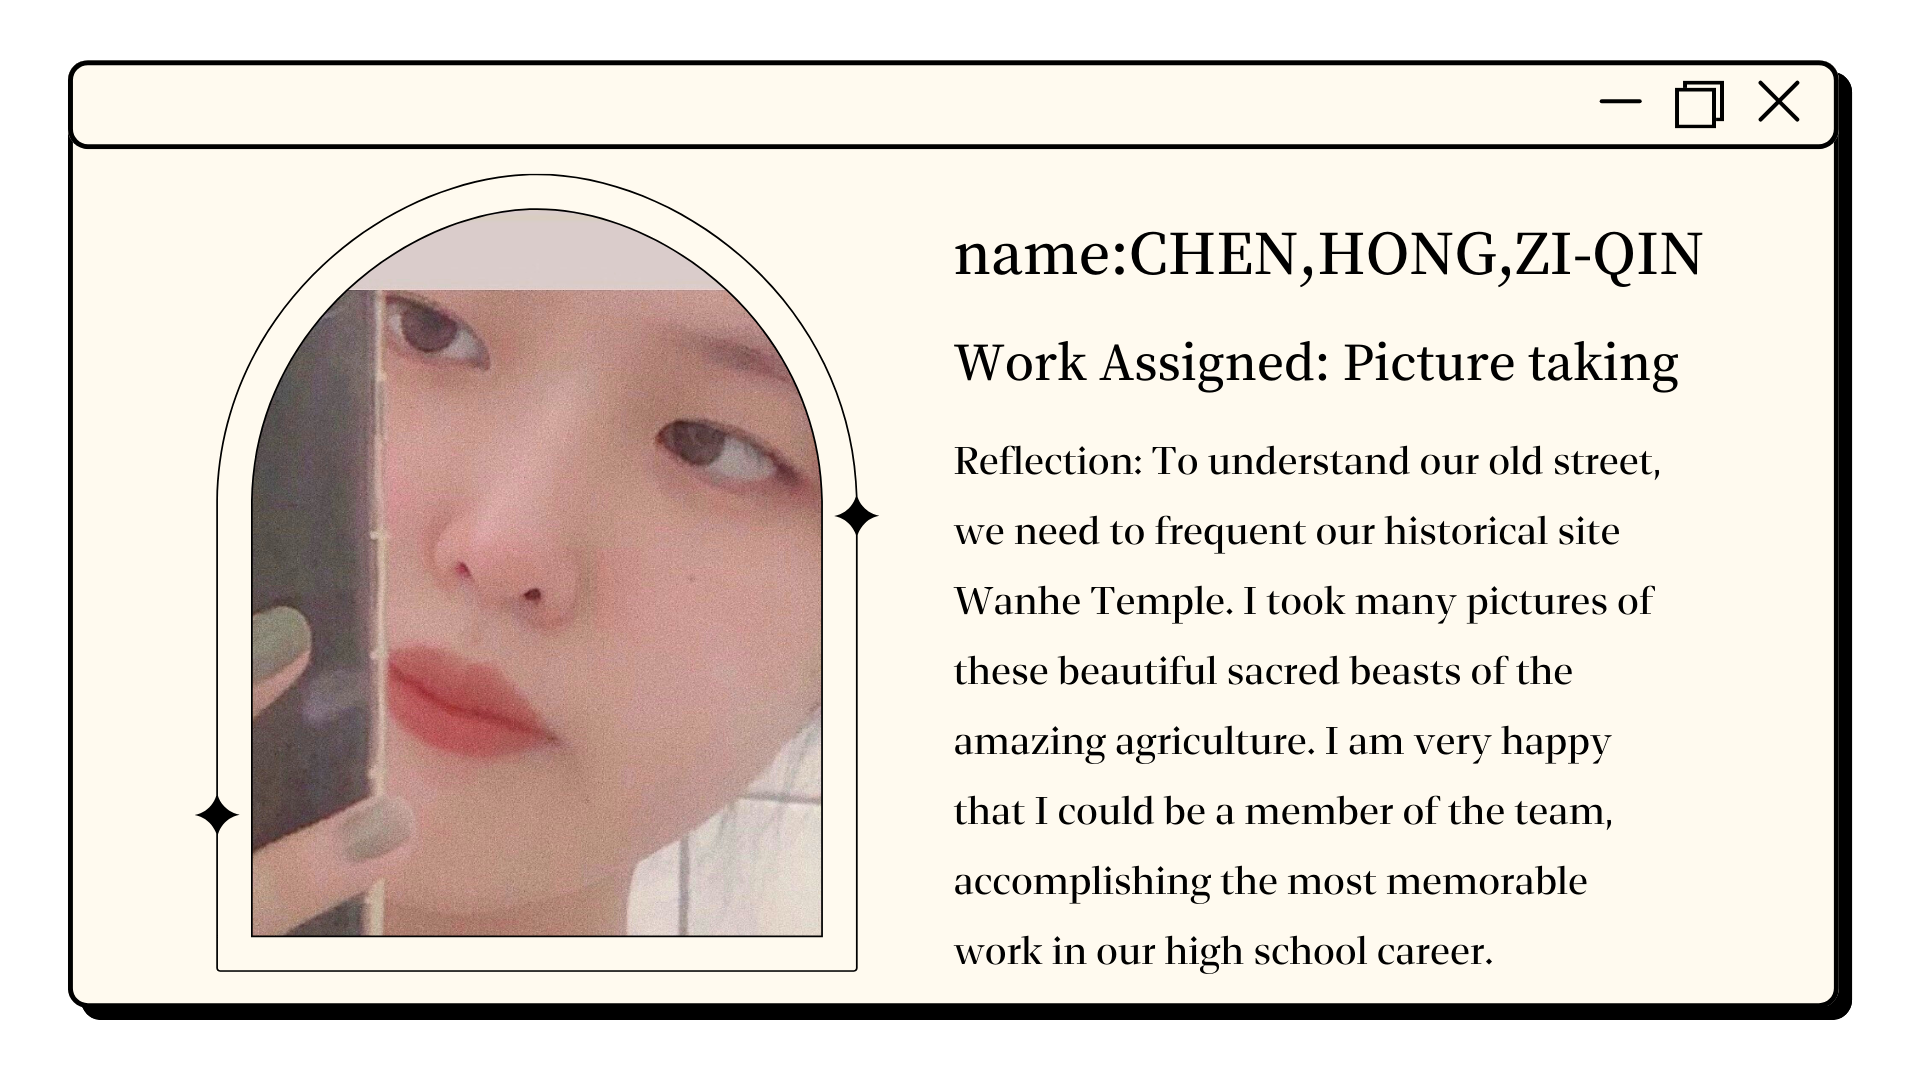 name:CHEN,HONG,ZI-QIN
Work Assigned: Picture taking
Reflection: To understand our old street,
we need to frequent our historical site
Wanhe Temple. I took many pictures of
these beautiful sacred beasts of the
amazing agriculture. I am very happy
that I could be a member of the team,
accomplishing the most memorable
work in our high school career.